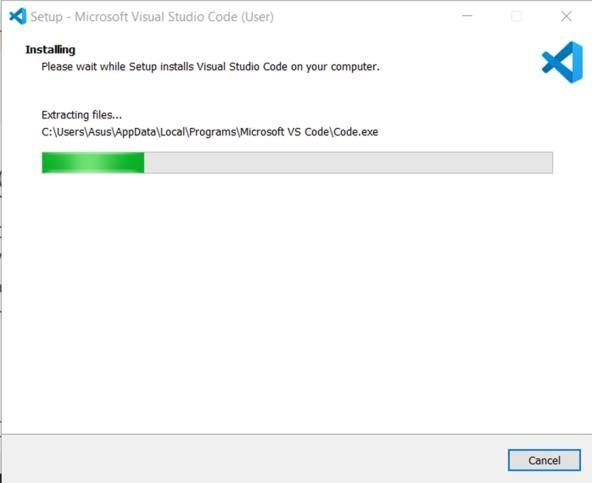 Setup - Microsoft Visual Studio Code (User)
Installing
Please wait while Setup installs Visual Studio Code on your computer.
Extracting files...
C:\Users\Asus\AppData\Local\Programs\Microsoft VS Code\Code.exe
Cancel